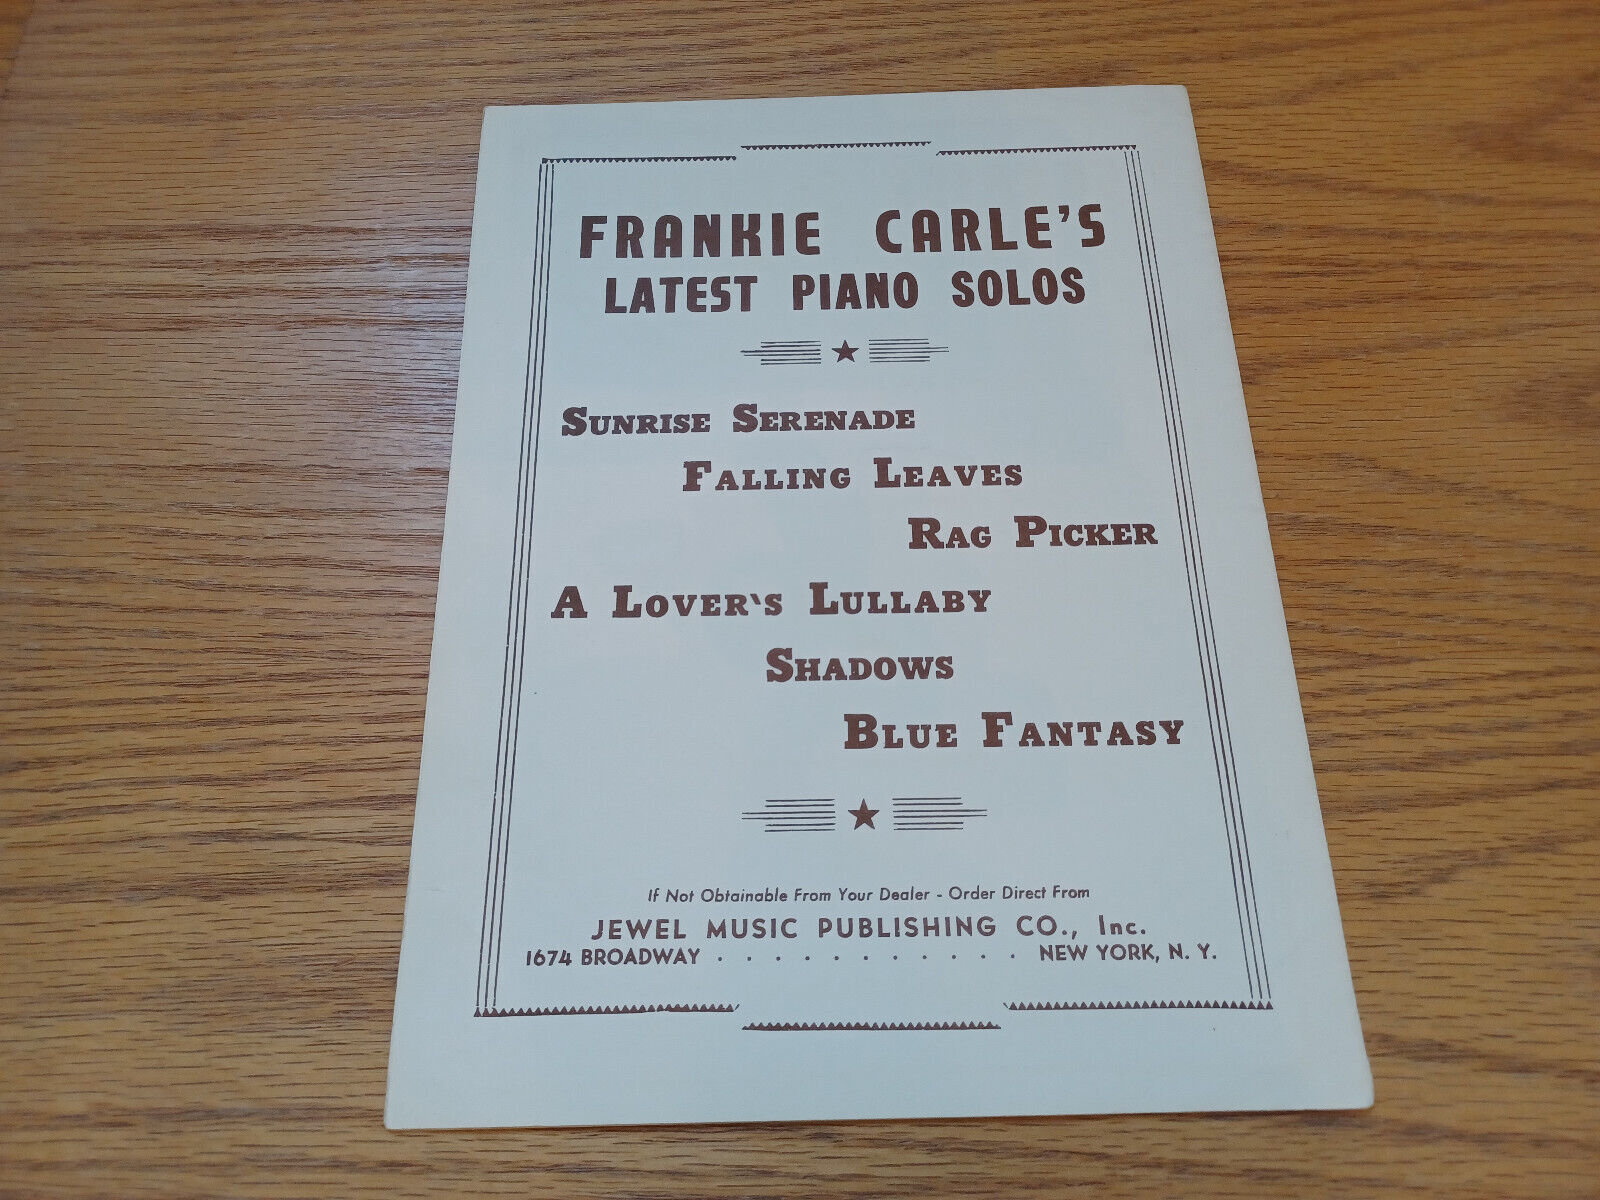 FRANKIE CARLE'S
LATEST PIANO SOLOS
SUNRISE SERENADE
FALLING LEAVES
RAG PICKER
A LOVER'S LULLABY
SHADOWS
BLUE FANTASY
If Not Obtainable From Your Dealer - Order Direct From
JEWEL MUSIC PUBLISHING CO., Inc.
1674 BROADWAY . . . . . . . . . . . NEW YORK, N. Y.